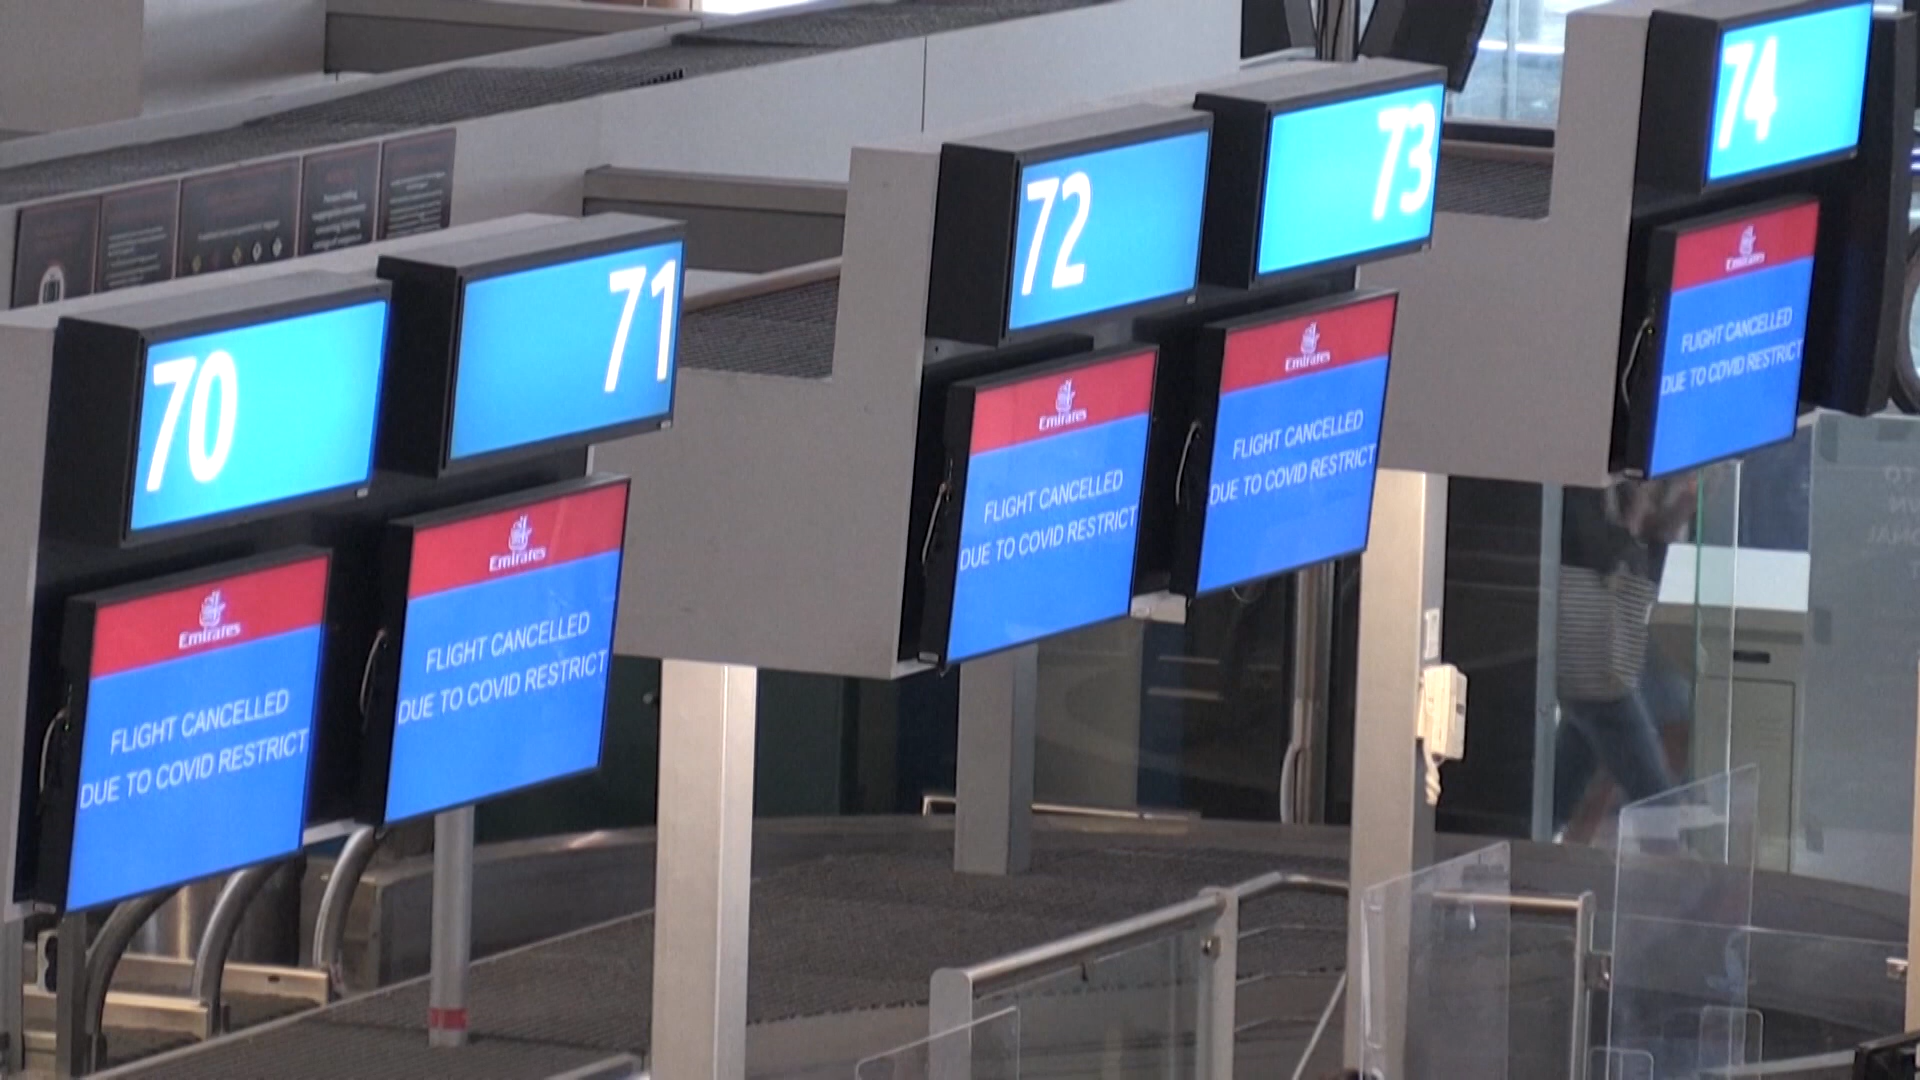 70
71
72
73
74
Emirates
FLIGHT CANCELLED
DUE TO COVID RESTRICT
Emirates
FLIGHT CANCELLED
DUE TO COVID RESTRICT
Emirates
FLIGHT CANCELLED
DUE TO COVID RESTRICT
Emirates
FLIGHT CANCELLED
DUE TO COVID RESTRICT
Emirates
FLIGHT CANCELLED
DUE TO COVID RESTRICT